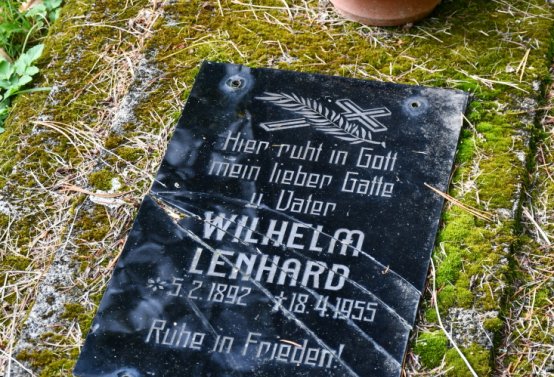 Hier ruht in Gott
mein lieber Gatte
u. Vater
WILHELM
LENHARD
* 5.2.1892 † 18.4.1955
Ruhe in Frieden!